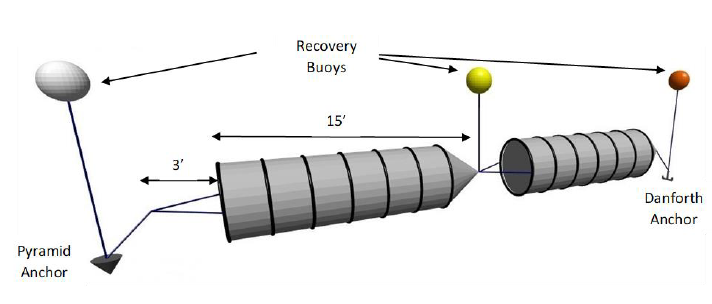 Recovery
Buoys
15’
3’
Pyramid
Anchor
Danforth
Anchor